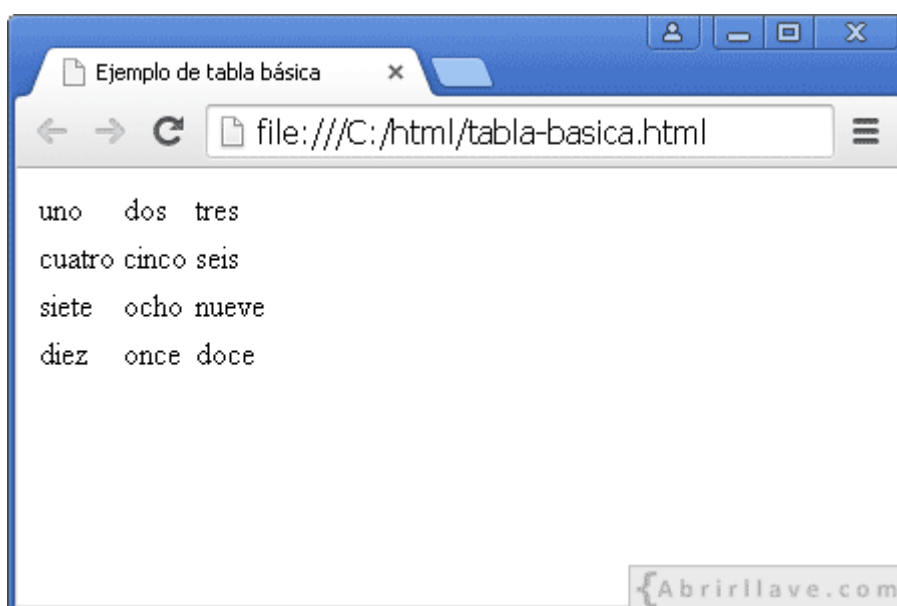 Ejemplo de tabla básica
file:///C:/html/tabla-basica.html
uno dos tres
cuatro cinco seis
siete ocho nueve
diez once doce
{Abrirllave.com